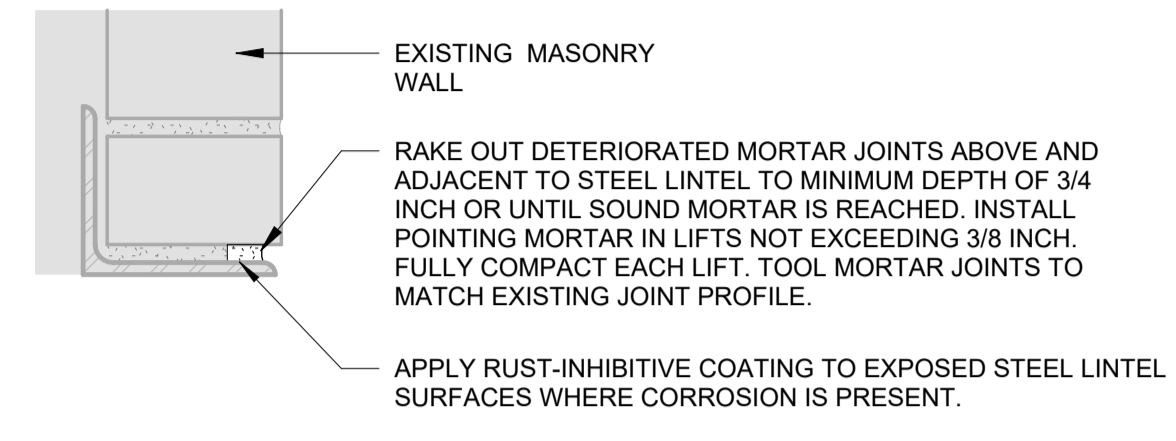 EXISTING MASONRY
WALL
RAKE OUT DETERIORATED MORTAR JOINTS ABOVE AND
ADJACENT TO STEEL LINTEL TO MINIMUM DEPTH OF 3/4
INCH OR UNTIL SOUND MORTAR IS REACHED. INSTALL
POINTING MORTAR IN LIFTS NOT EXCEEDING 3/8 INCH.
FULLY COMPACT EACH LIFT. TOOL MORTAR JOINTS TO
MATCH EXISTING JOINT PROFILE.
APPLY RUST-INHIBITIVE COATING TO EXPOSED STEEL LINTEL
SURFACES WHERE CORROSION IS PRESENT.